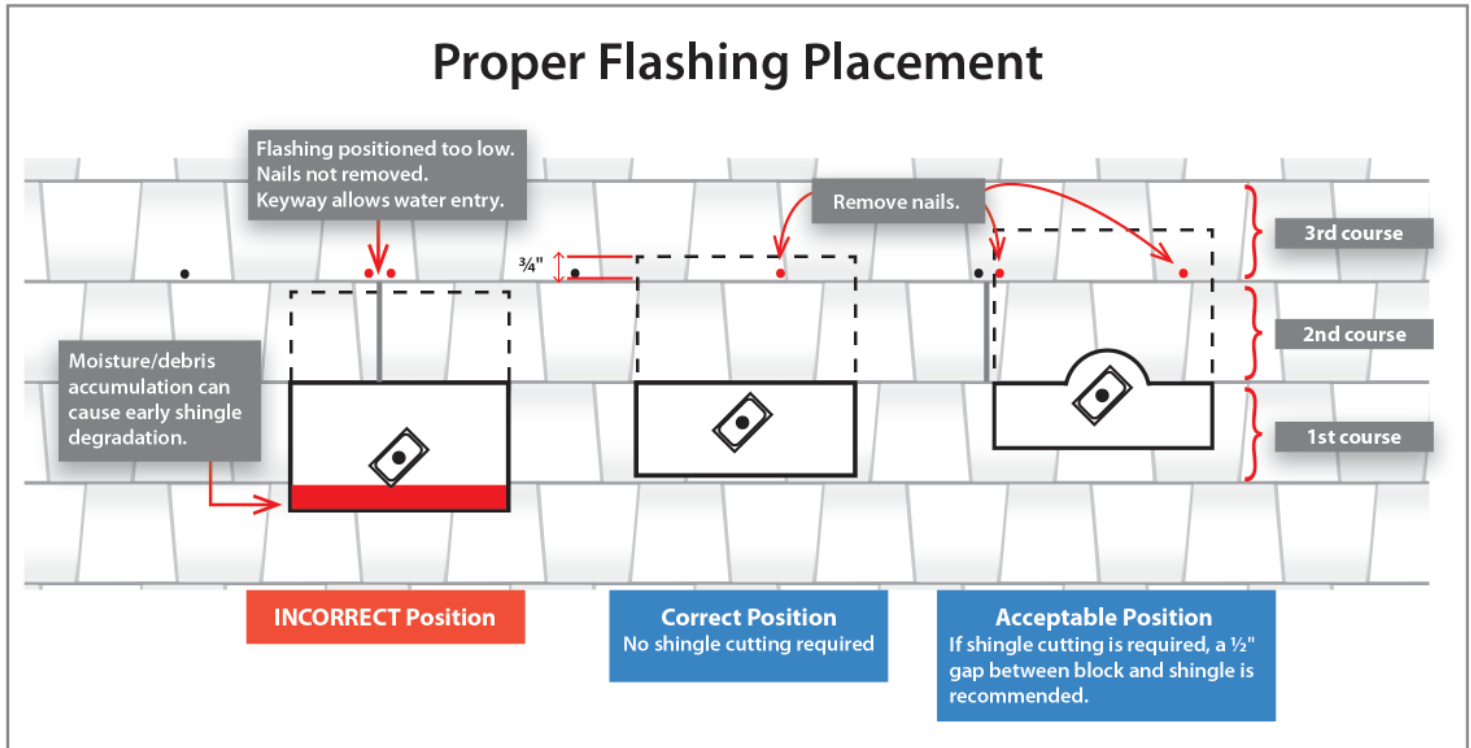 Proper Flashing Placement
Flashing positioned too low.
Nails not removed.
Keyway allows water entry.
Remove nails.
3rd course
¾"
2nd course
Moisture/debris
accumulation can
cause early shingle
degradation.
1st course
INCORRECT Position
Correct Position
No shingle cutting required
Acceptable Position
If shingle cutting is required, a ½"
gap between block and shingle is
recommended.